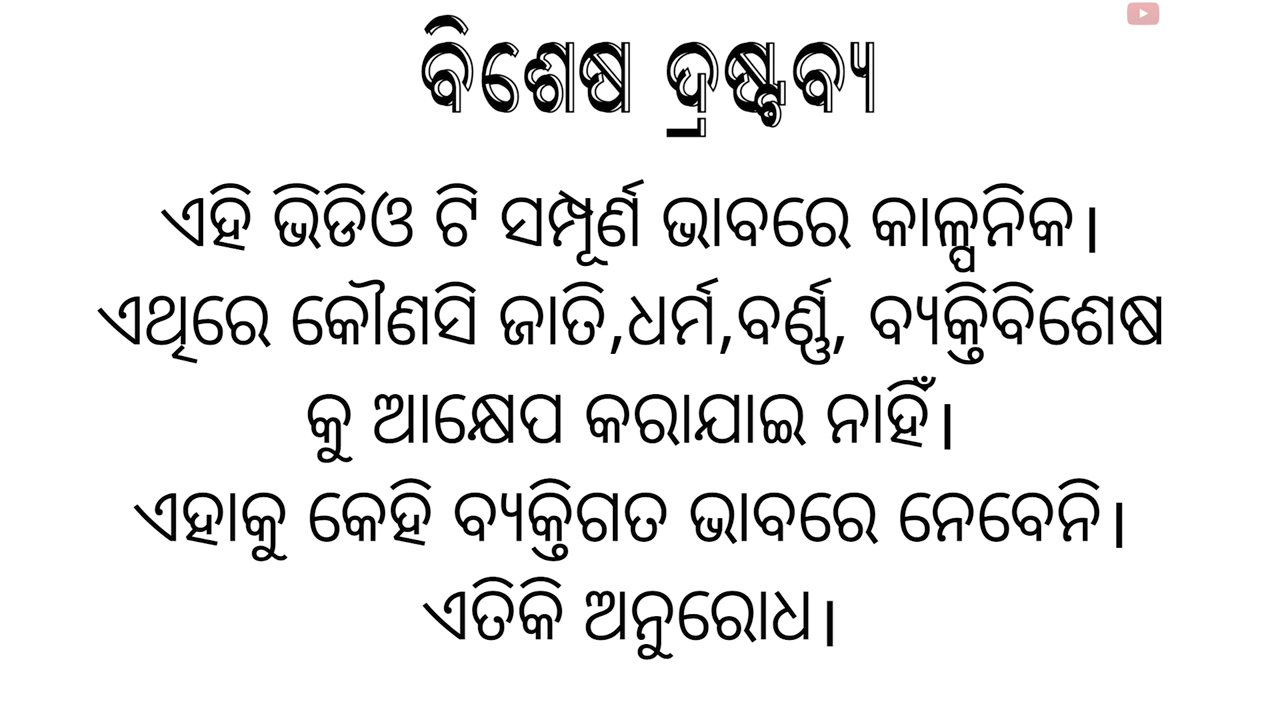 ବିଶେଷ ଦ୍ରଷ୍ଟବ୍ୟ
ଏହି ଭିଡିଓ ଟି ସମ୍ପୂର୍ଣ ଭାବରେ କାଳ୍ପନିକ।
ଏଥିରେ କୌଣସି ଜାତି,ଧର୍ମ,ବର୍ଣ୍ଣ, ବ୍ୟକ୍ତିବିଶେଷ
କୁ ଆକ୍ଷେପ କରାଯାଇ ନାହିଁ।
ଏହାକୁ କେହି ବ୍ୟକ୍ତିଗତ ଭାବରେ ନେବେନି।
ଏତିକି ଅନୁରୋଧ।